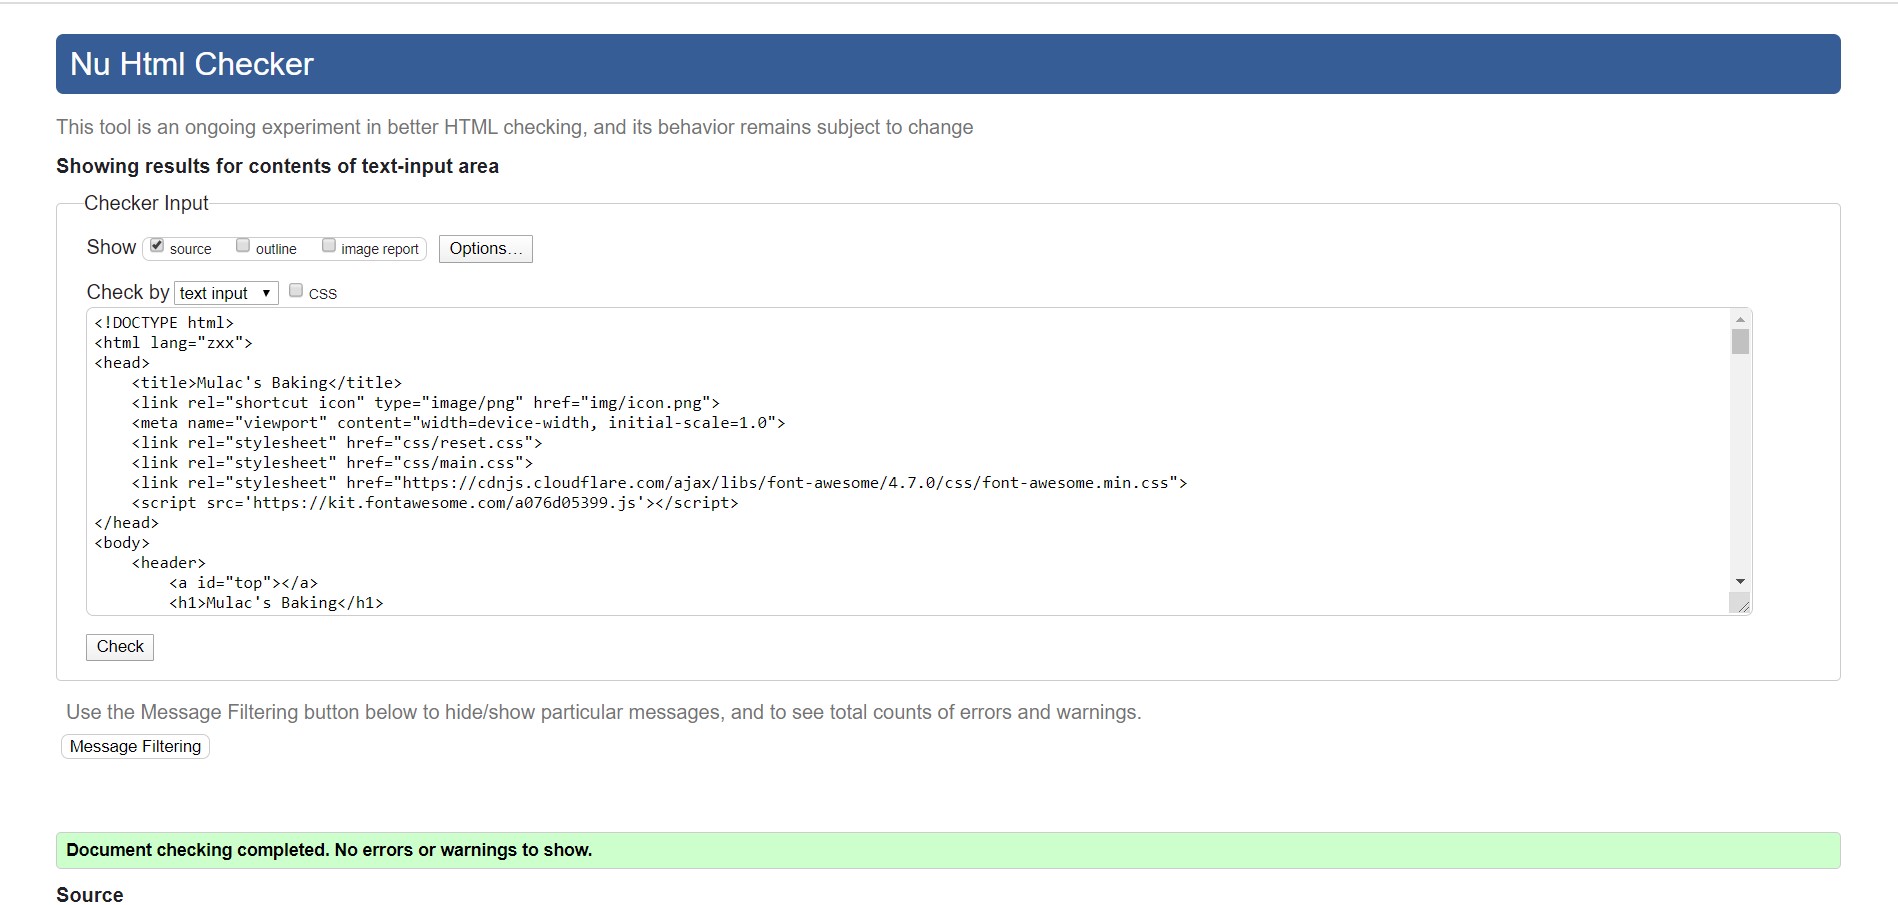 Nu Html Checker
This tool is an ongoing experiment in better HTML checking, and its behavior remains subject to change
Showing results for contents of text-input area
Checker Input
Show source outline image report Options...
Check by text input CSS
<!DOCTYPE html>
<html lang="zxx">
<head>
    <title>Mulac's Baking</title>
    <link rel="shortcut icon" type="image/png" href="img/icon.png">
    <meta name="viewport" content="width=device-width, initial-scale=1.0">
    <link rel="stylesheet" href="css/reset.css">
    <link rel="stylesheet" href="css/main.css">
    <link rel="stylesheet" href="https://cdnjs.cloudflare.com/ajax/libs/font-awesome/4.7.0/css/font-awesome.min.css">
    <script src='https://kit.fontawesome.com/a076d05399.js'></script>
</head>
<body>
    <header>
        <a id="top"></a>
        <h1>Mulac's Baking</h1>
Check
Use the Message Filtering button below to hide/show particular messages, and to see total counts of errors and warnings.
Message Filtering
Document checking completed. No errors or warnings to show.
Source